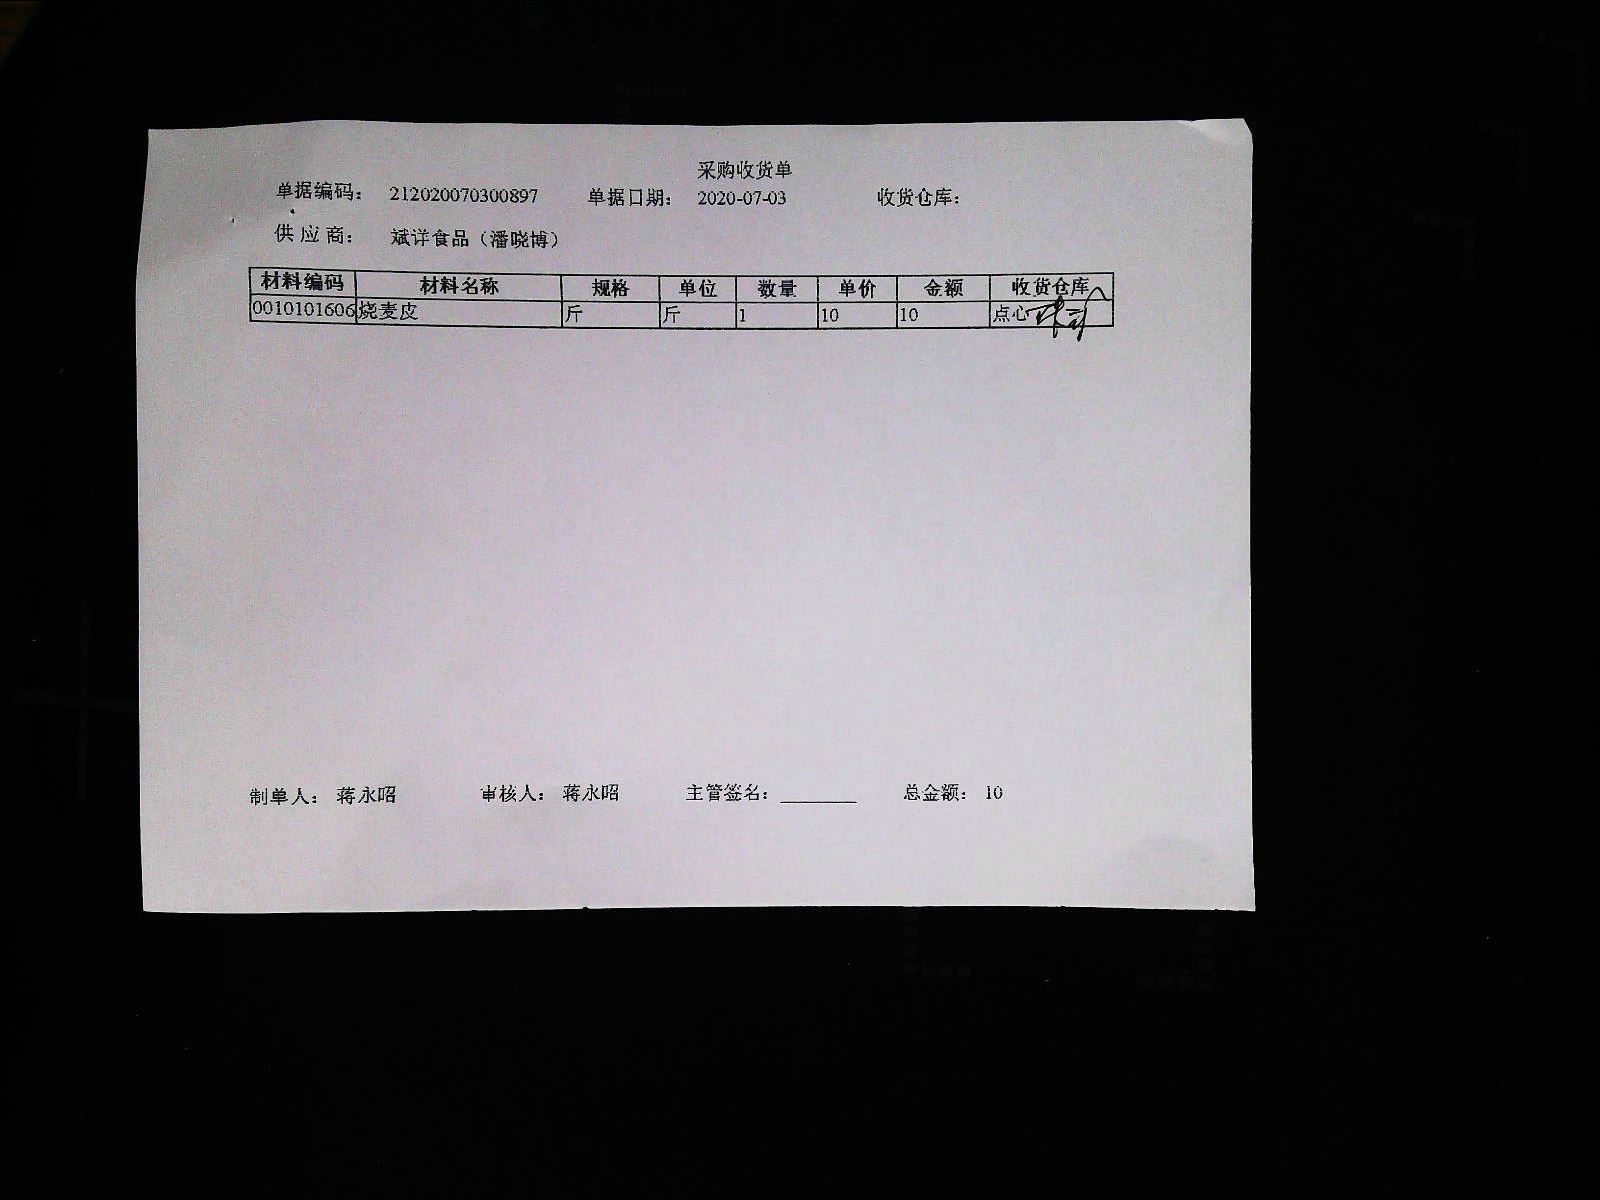 采购收货单
单据编码: 212020070300897 单据日期: 2020-07-03 收货仓库:
供应商: 斌详食品（潘晓博）
材料编码 材料名称 规格 单位 数量 单价 金额 收货仓库
0010101606 烧麦皮 斤 斤 1 10 10 点心
制单人: 蒋永昭 审核人: 蒋永昭 主管签名: ________ 总金额: 10